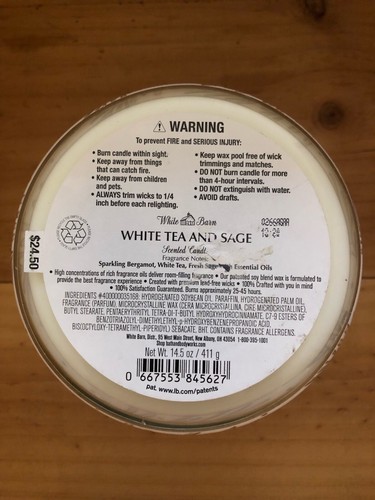 ⚠ WARNING
To prevent FIRE and SERIOUS INJURY:
• Burn candle within sight.
• Keep away from things
that can catch fire.
• Keep away from children
and pets.
• ALWAYS trim wicks to 1/4
inch before each relighting.
• Keep wax pool free of wick
trimmings and matches.
• DO NOT burn candle for more
than 4-hour intervals.
• DO NOT extinguish with water.
• AVOID drafts.
White Barn
WHITE TEA AND SAGE
Scented Candl
Fragrance Notes:
Sparkling Bergamot, White Tea, Fresh Sage Essential Oils
• High concentrations of rich fragrance oils deliver room-filling fragrance • Our patented soy blend wax is formulated to
provide the best fragrance experience • Created with premium lead-free wicks • 100% Crafted with you in mind
• 100% Satisfaction Guaranteed. Burns approximately 25-45 hours.
INGREDIENTS HYDROGENATED SOYBEAN OIL, PARAFFIN, HYDROGENATED PALM OIL,
FRAGRANCE (PARFUM), MICROCRYSTALLINE WAX (CERA MICROCRISTALLINA, CIRE MICROCRISTALLINE),
BUTYL STEARATE, PENTAERYTHRITYL TETRA-DI-T-BUTYL HYDROXYHYDROCINNAMATE, C7-9 ESTERS OF
BENZOTRIAZOLYL-DIMETHYLETHYL-HYDROXYBENZENEPROPANOIC ACID,
BIS(OCTYLOXY-TETRAMETHYL-PIPERIDYL) SEBACATE, BHT. CONTAINS FRAGRANCE ALLERGENS.
White Barn, Distr., 95 West Main Street, New Albany, OH 43054 1-800-395-1001
Shop bathandbodyworks.com
Net Wt. 14.5 oz / 411 g
0 667553 845627
pat. www.lb.com/patents
$24.50